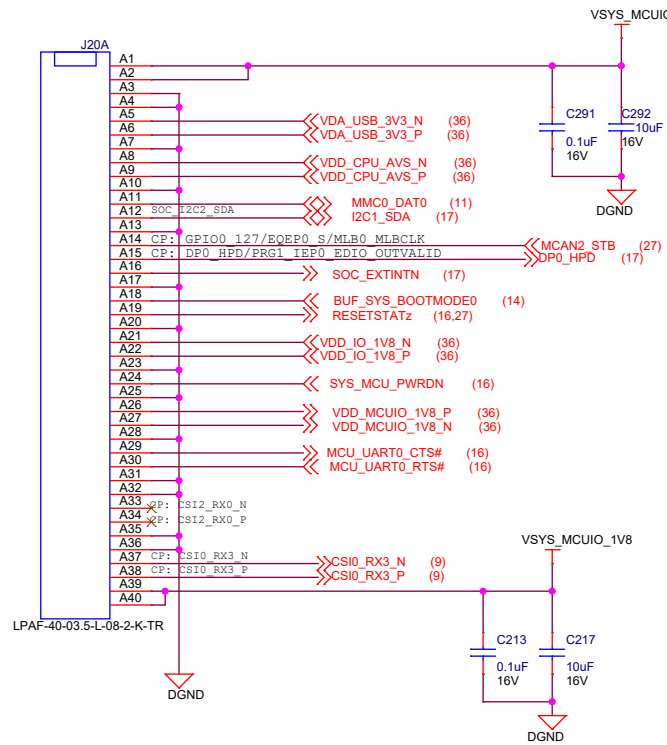 VSYS_MCUIO
J20A
A1
A2
A3
A4
A5 VDA_USB_3V3_N (36)
A6 VDA_USB_3V3_P (36)
A7
A8 VDD_CPU_AVS_N (36)
A9 VDD_CPU_AVS_P (36)
A10
A11 MMC0_DAT0 (11)
A12 SOC_I2C2_SDA I2C1_SDA (17)
A13
A14 CP: GPIO0_127/EQEP0_S/MLB0_MLBCLK MCAN2_STB (27)
A15 CP: DP0_HPD/PRG1_IEP0_EDIO_OUTVALID DP0_HPD (17)
A16 SOC_EXTINTN (17)
A17
A18 BUF_SYS_BOOTMODE0 (14)
A19 RESETSTATz (16,27)
A20
A21 VDD_IO_1V8_N (36)
A22 VDD_IO_1V8_P (36)
A23
A24 SYS_MCU_PWRDN (16)
A25
A26 VDD_MCUIO_1V8_P (36)
A27 VDD_MCUIO_1V8_N (36)
A28
A29 MCU_UART0_CTS# (16)
A30 MCU_UART0_RTS# (16)
A31
A32
A33 CP: CSI2_RX0_N
A34 CP: CSI2_RX0_P
A35
A36
A37 CP: CSI0_RX3_N CSI0_RX3_N (9)
A38 CP: CSI0_RX3_P CSI0_RX3_P (9)
A39
A40
LPAF-40-03.5-L-08-2-K-TR
DGND
C291
0.1uF
16V
C292
10uF
16V
DGND
VSYS_MCUIO_1V8
C213
0.1uF
16V
C217
10uF
16V
DGND